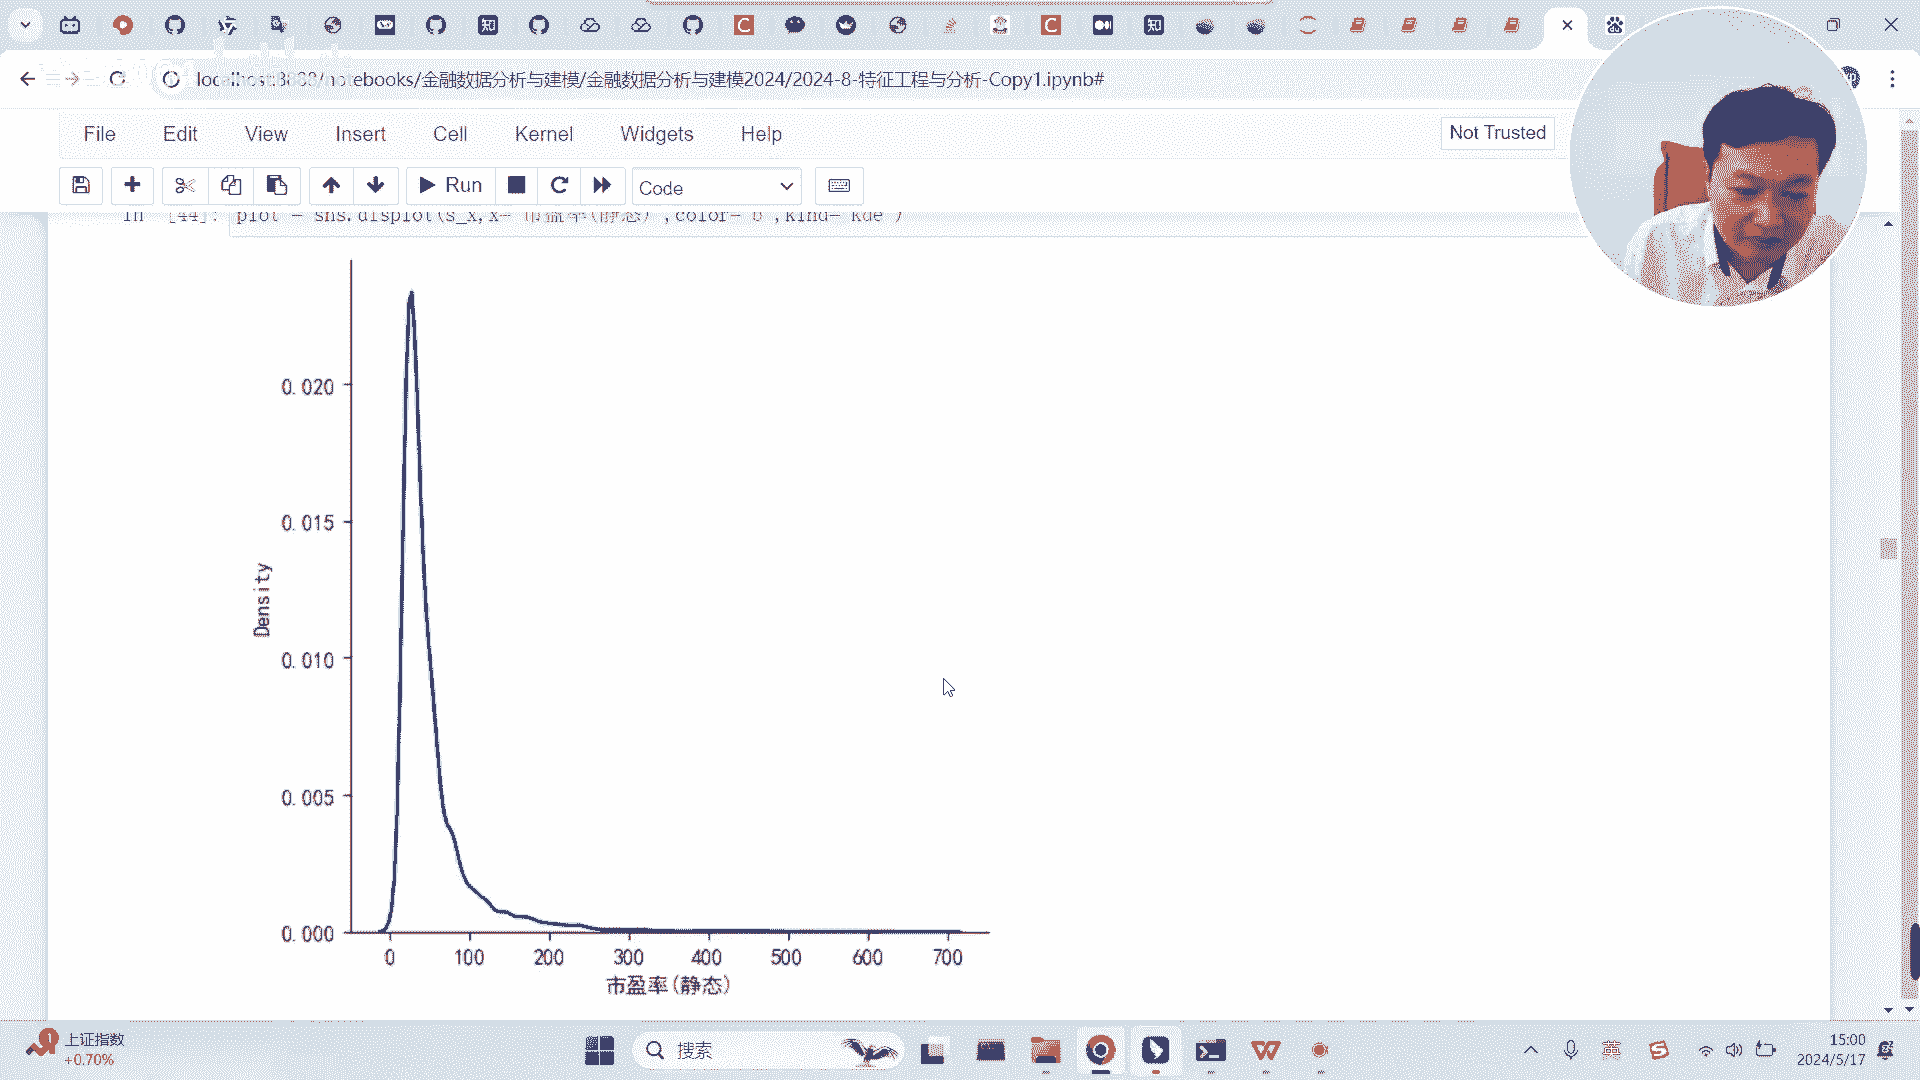 localhost:8888/notebooks/金融数据分析与建模/金融数据分析与建模2024/2024-8-特征工程与分析-Copy1.ipynb#
File Edit View Insert Cell Kernel Widgets Help
Not Trusted
Run
Code
In [44]: plot = sns.displot(s_x,x='市盈率(静态)',color='b',kind='kde')
0.020
0.015
0.010
0.005
0.000
Density
0 100 200 300 400 500 600 700
市盈率(静态)
上证指数
+0.70%
搜索
英
15:00
2024/5/17